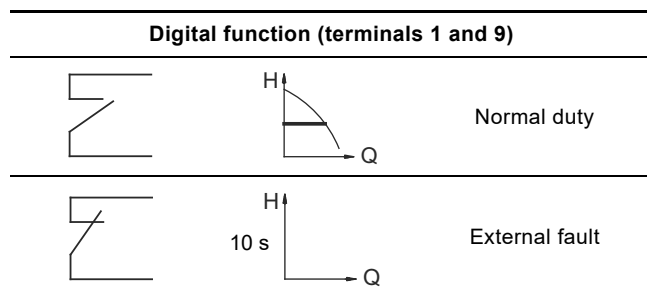 Digital function (terminals 1 and 9)
H
Q
Normal duty
H
10 s
Q
External fault